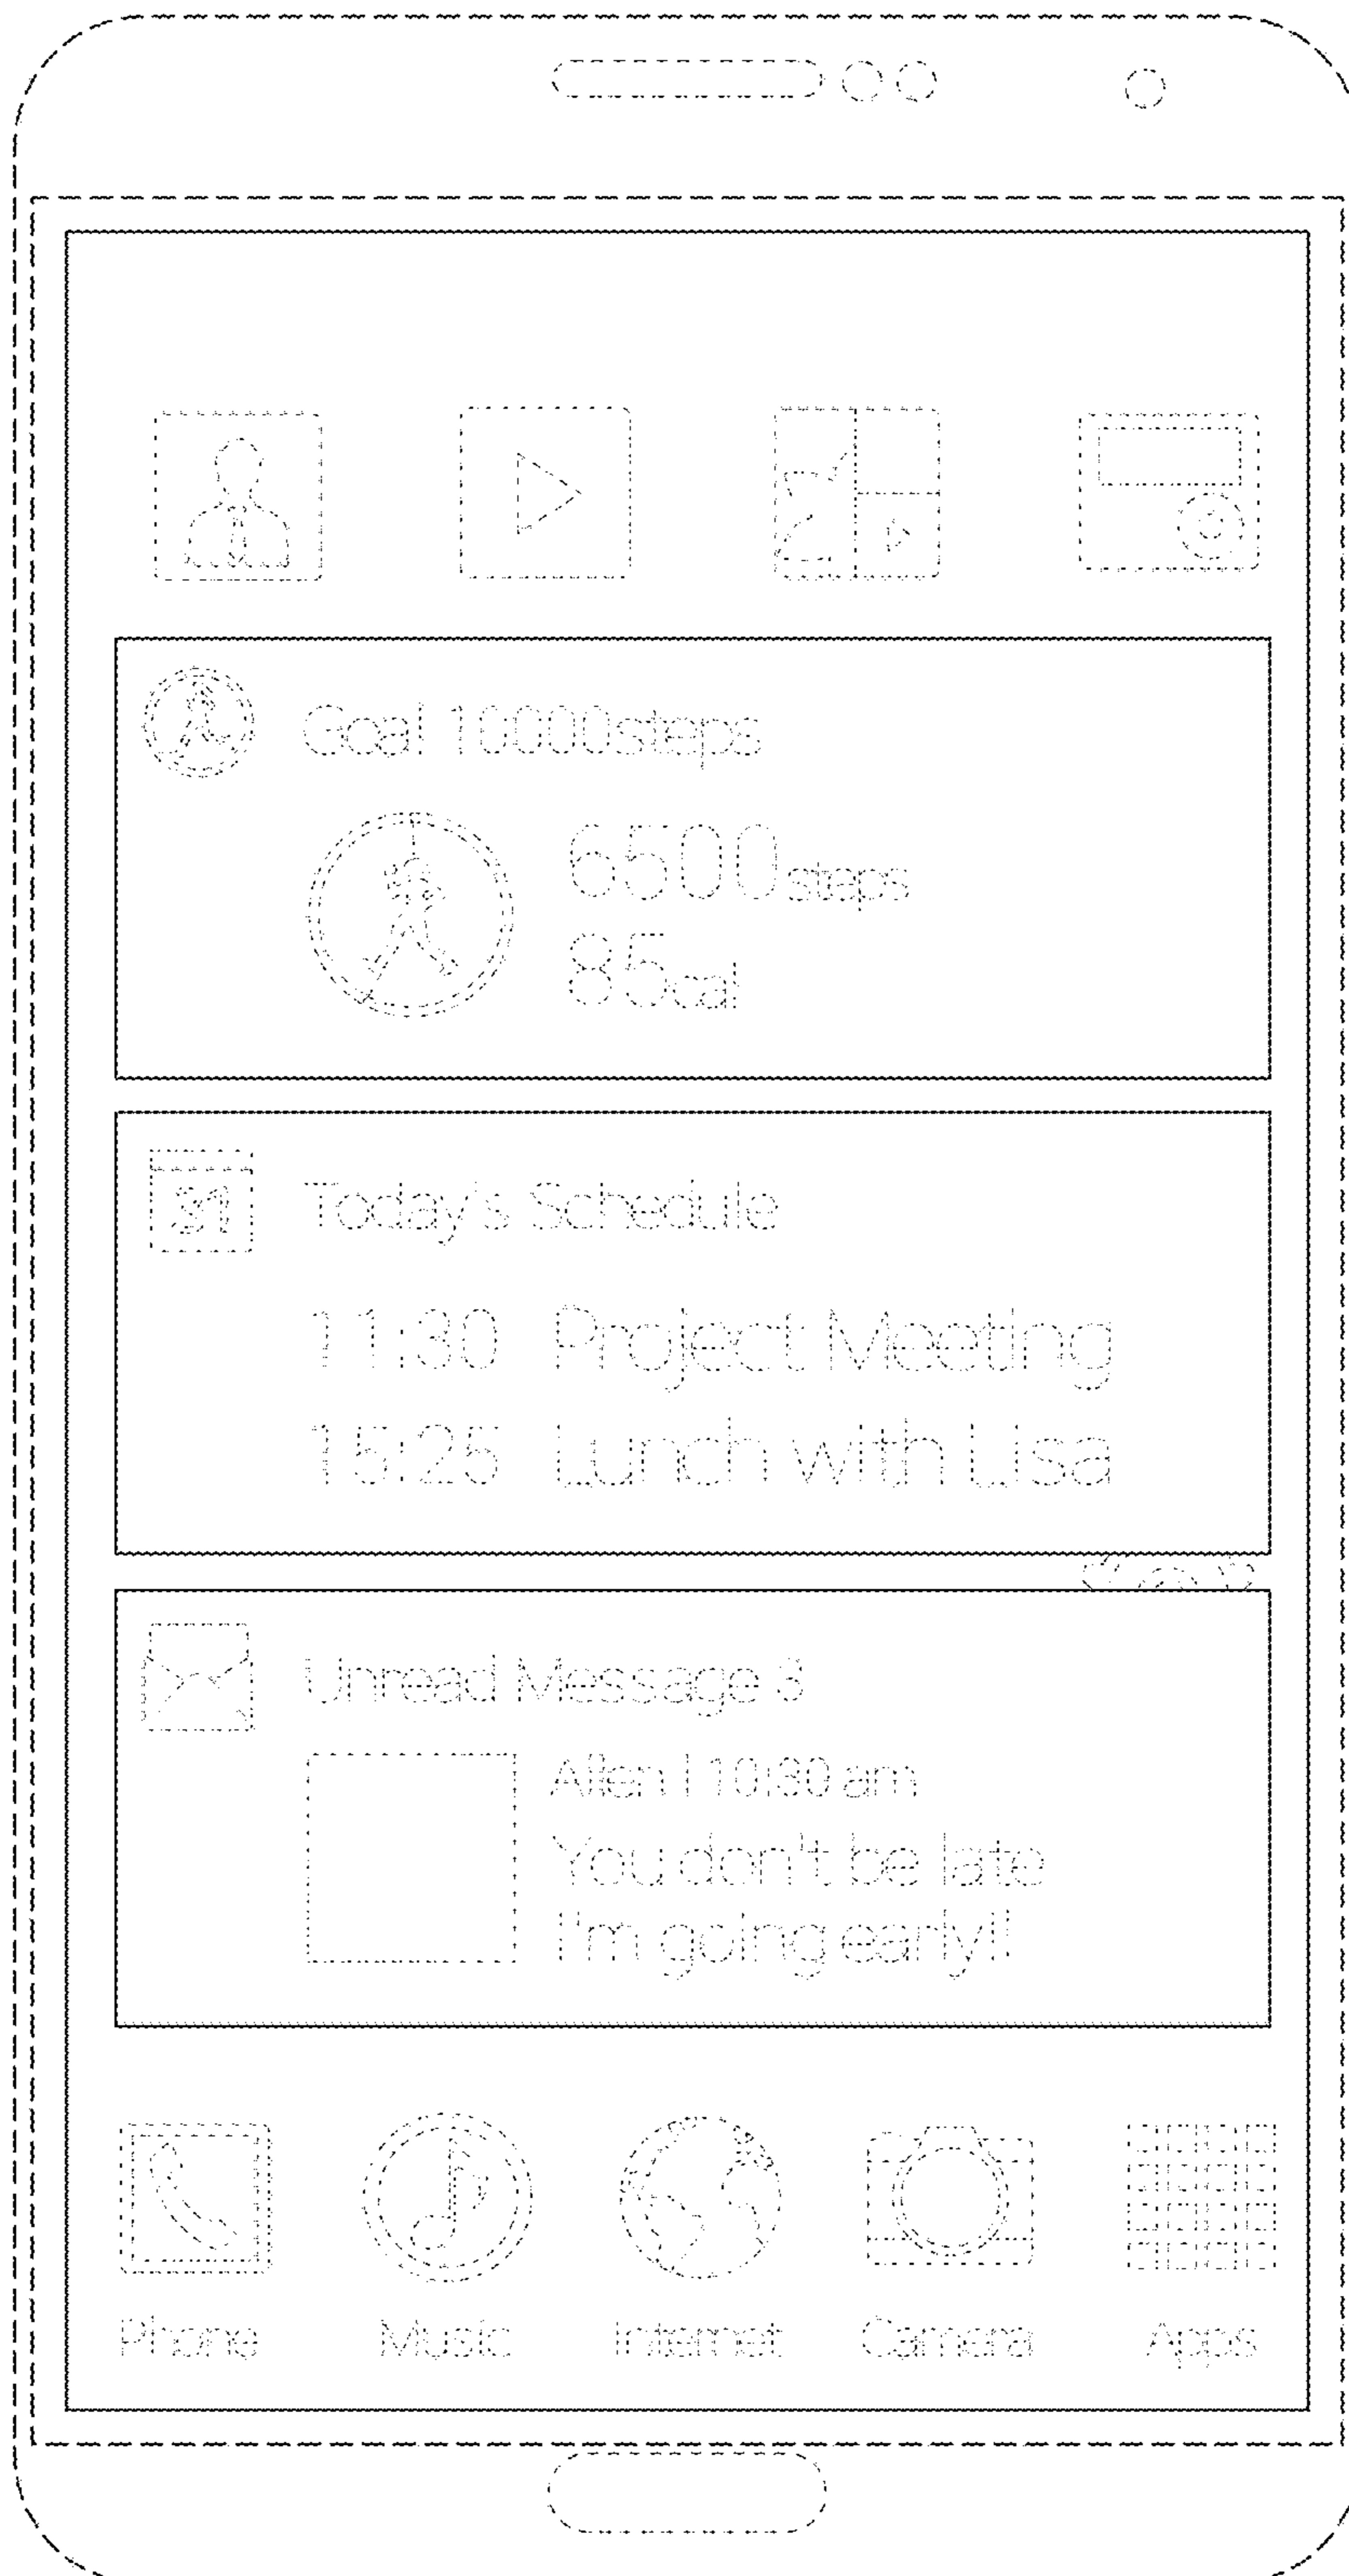 Goal 10000steps
6500steps
85cal
31
Today's Schedule
11:30 Project Meeting
15:25 Lunch with Lisa
Unread Message 3
Allen | 10:30 am
You don't be late
I'm going early!!
Phone Music Internet Camera Apps